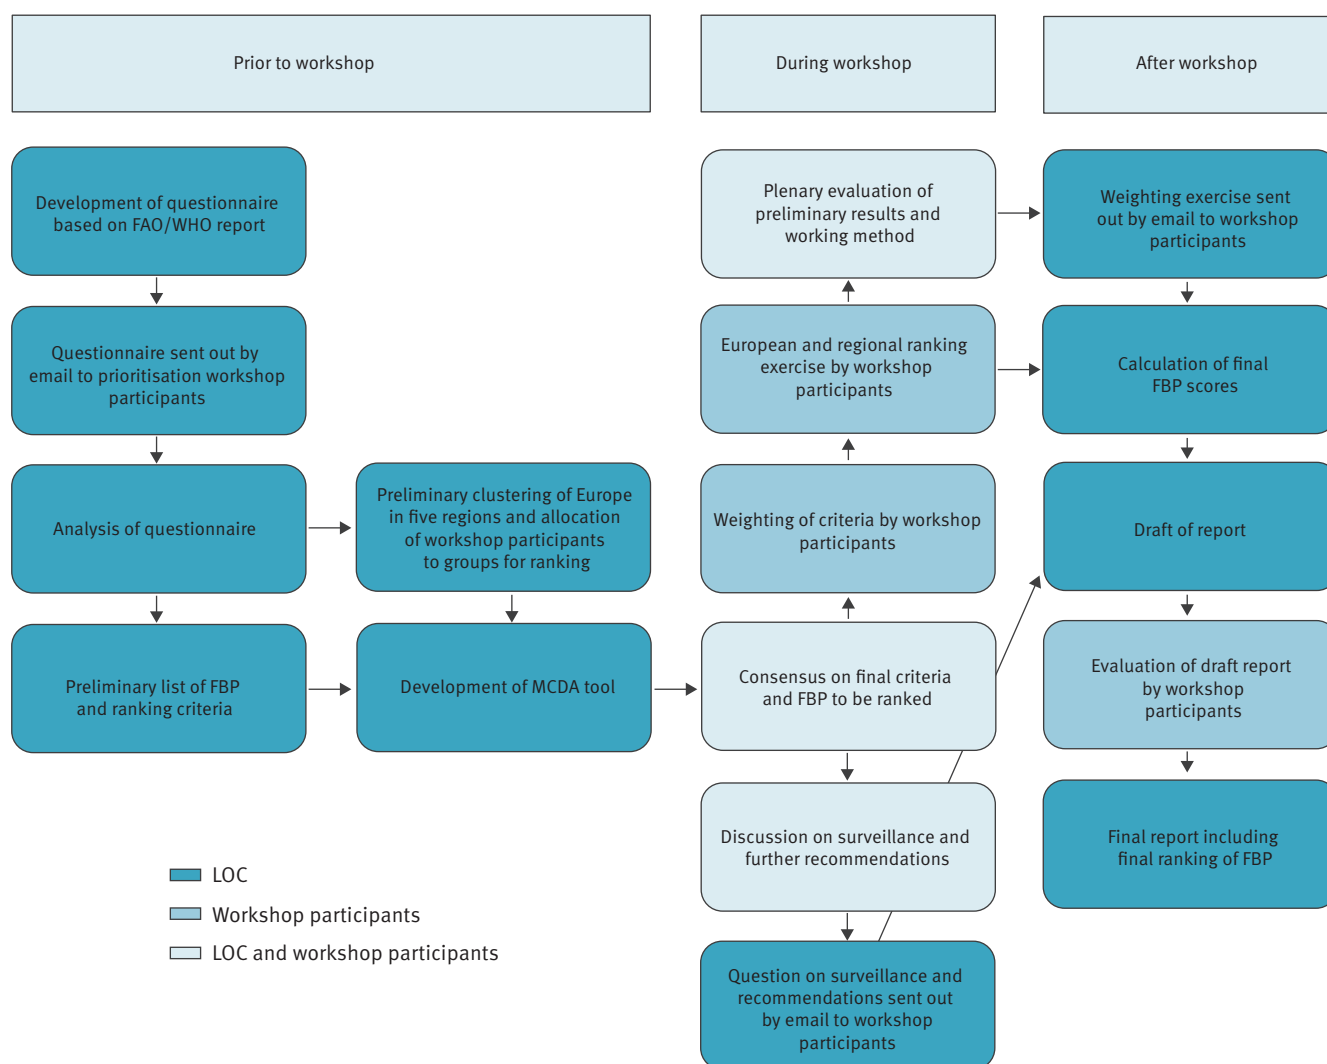 Prior to workshop
During workshop
After workshop
Development of questionnaire
based on FAO/WHO report
Questionnaire sent out by
email to prioritisation workshop
participants
Analysis of questionnaire
Preliminary list of FBP
and ranking criteria
Preliminary clustering of Europe
in five regions and allocation
of workshop participants
to groups for ranking
Development of MCDA tool
Plenary evaluation of
preliminary results and
working method
European and regional ranking
exercise by workshop
participants
Weighting of criteria by workshop
participants
Consensus on final criteria
and FBP to be ranked
Discussion on surveillance and
further recommendations
Question on surveillance and
recommendations sent out
by email to workshop
participants
Weighting exercise sent
out by email to workshop
participants
Calculation of final
FBP scores
Draft of report
Evaluation of draft report
by workshop
participants
Final report including
final ranking of FBP
LOC
Workshop participants
LOC and workshop participants